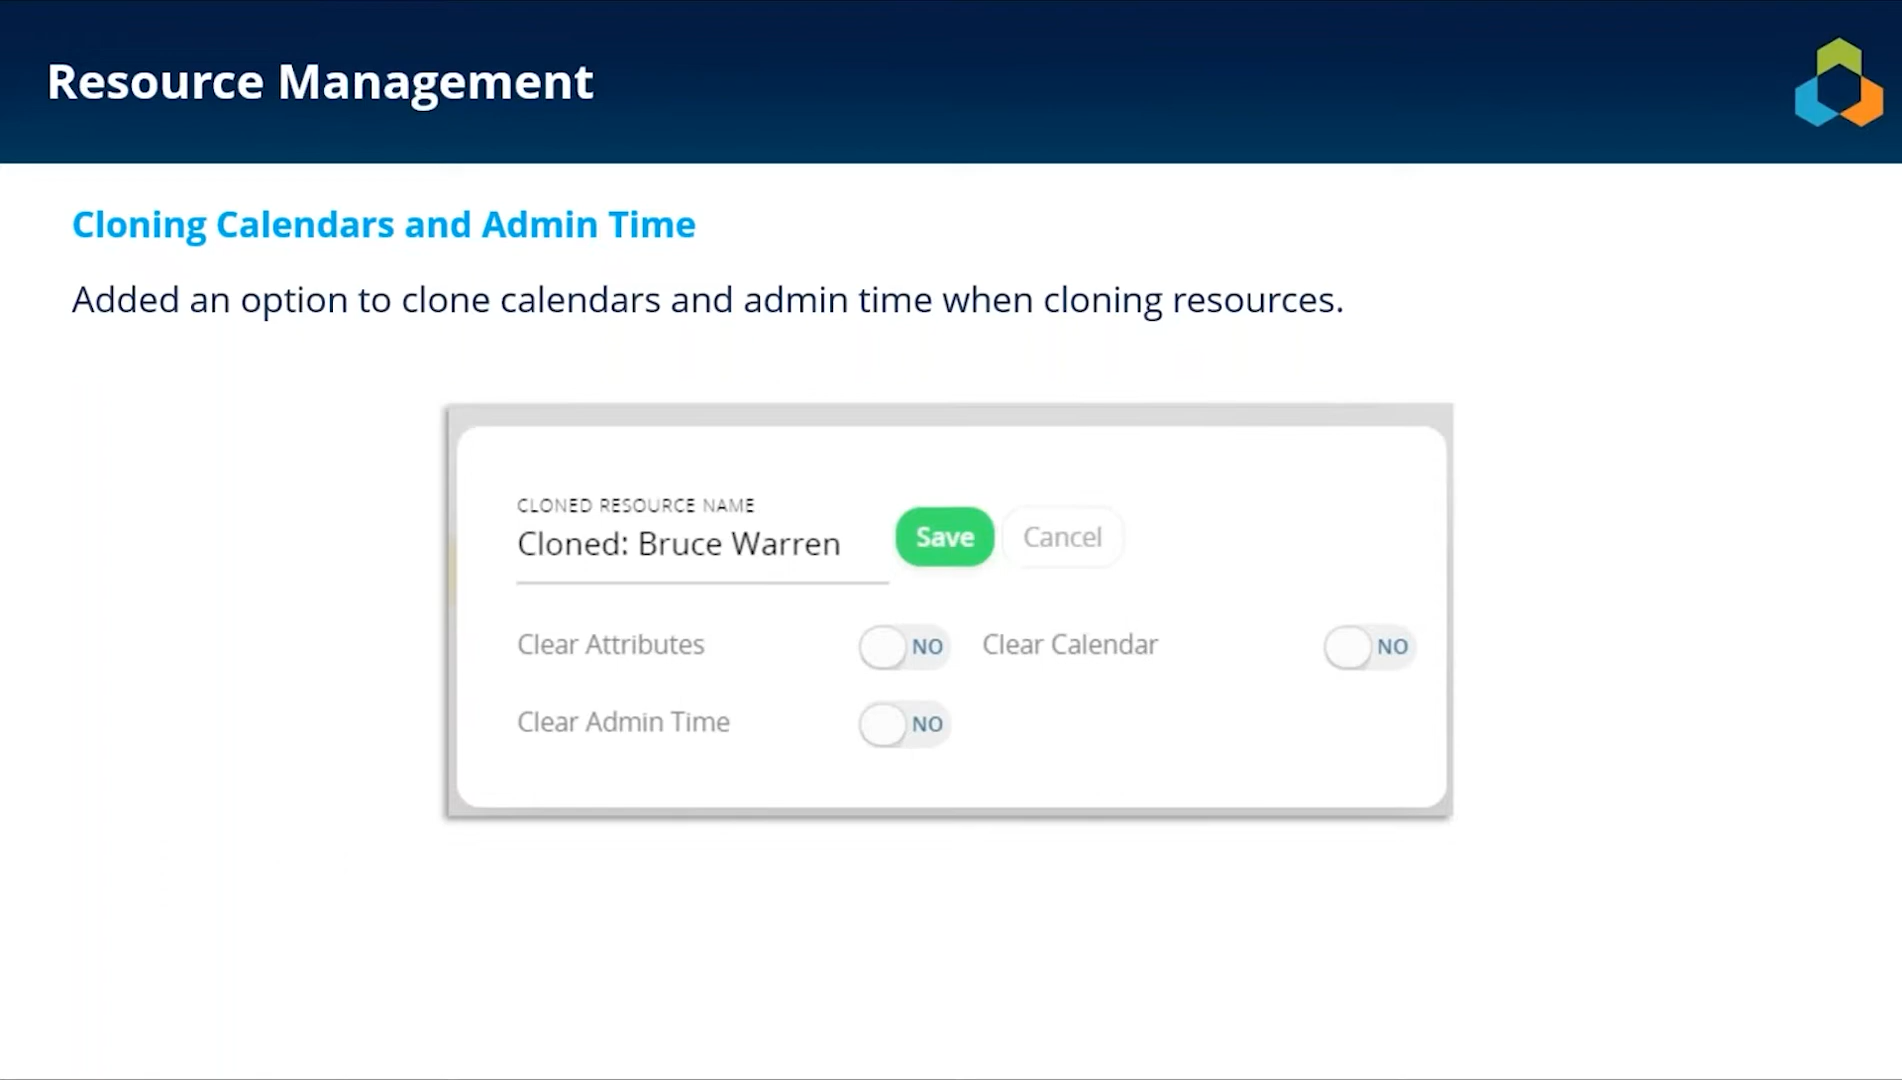 Resource Management
Cloning Calendars and Admin Time
Added an option to clone calendars and admin time when cloning resources.
CLONED RESOURCE NAME
Cloned: Bruce Warren
Save Cancel
Clear Attributes NO Clear Calendar NO
Clear Admin Time NO